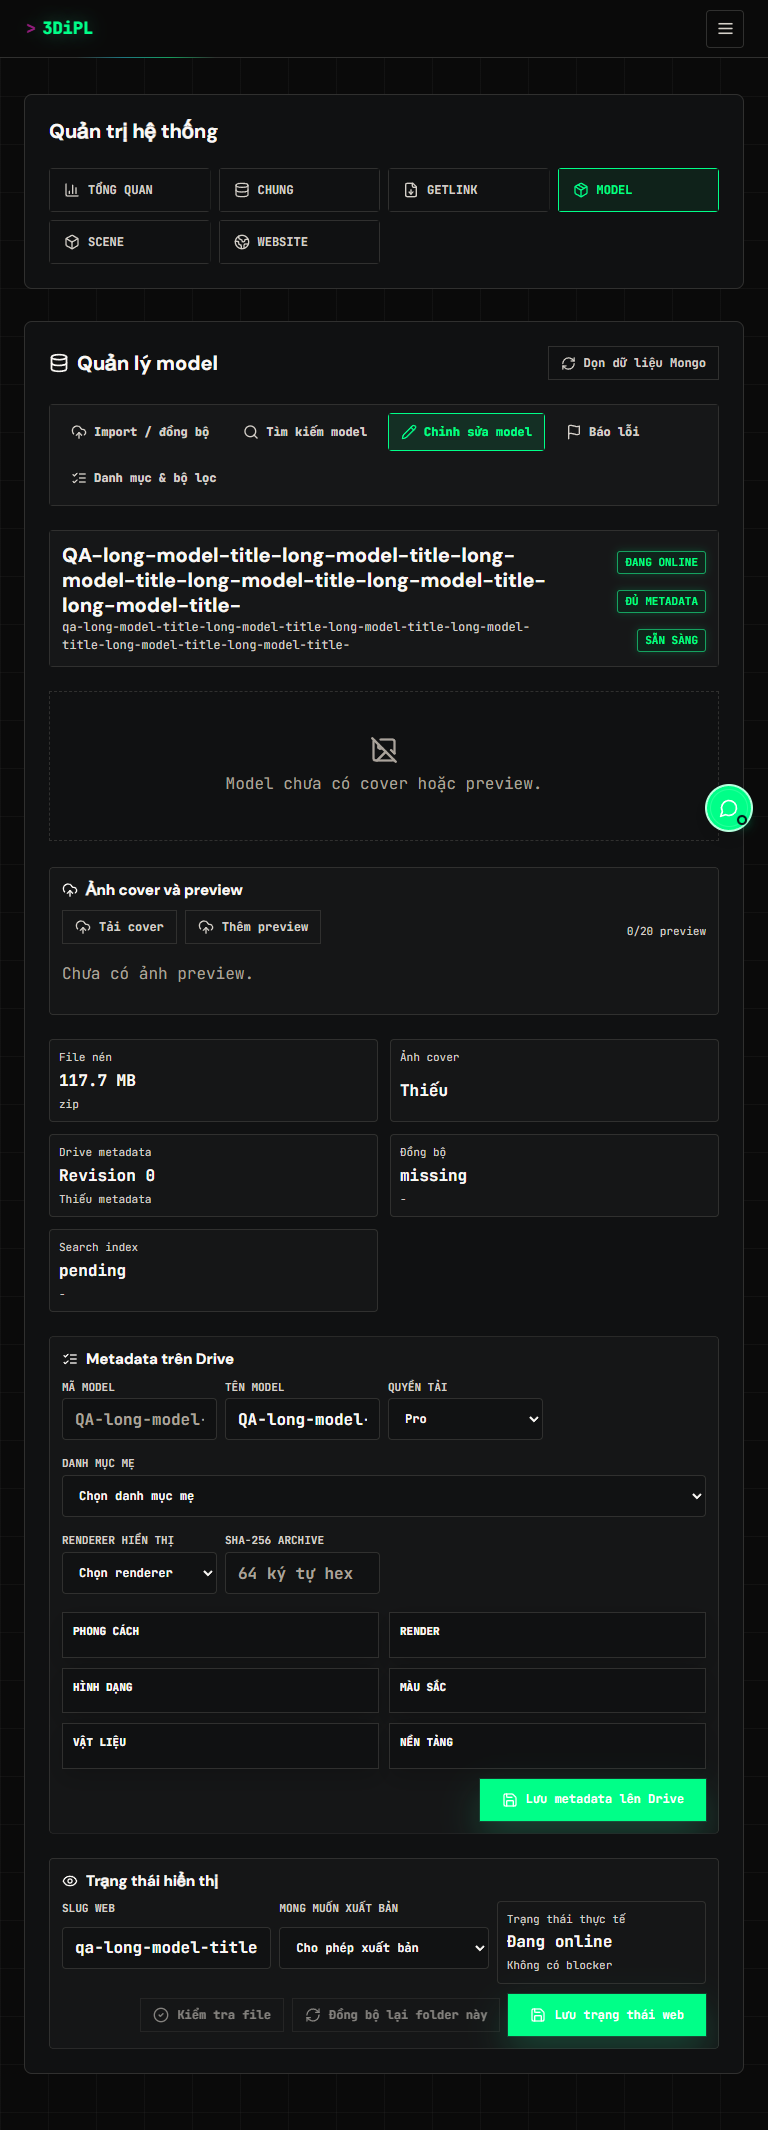 > 3DiPL
Quản trị hệ thống
TỔNG QUAN
CHUNG
GETLINK
MODEL
SCENE
WEBSITE
Quản lý model
Dọn dữ liệu Mongo
Import / đồng bộ
Tìm kiếm model
Chỉnh sửa model
Báo lỗi
Danh mục & bộ lọc
QA-long-model-title-long-model-title-long-
model-title-long-model-title-long-model-title-
long-model-title-
qa-long-model-title-long-model-title-long-model-title-long-model-
title-long-model-title-long-model-title-
ĐANG ONLINE
ĐỦ METADATA
SẴN SÀNG
Model chưa có cover hoặc preview.
Ảnh cover và preview
Tải cover
Thêm preview
0/20 preview
Chưa có ảnh preview.
File nén
117.7 MB
zip
Ảnh cover
Thiếu
Drive metadata
Revision 0
Thiếu metadata
Đồng bộ
missing
-
Search index
pending
-
Metadata trên Drive
MÃ MODEL
TÊN MODEL
QUYỀN TẢI
QA-long-model-
QA-long-model-
Pro
DANH MỤC MẸ
Chọn danh mục mẹ
RENDERER HIỂN THỊ
SHA-256 ARCHIVE
Chọn renderer
64 ký tự hex
PHONG CÁCH
RENDER
HÌNH DẠNG
MÀU SẮC
VẬT LIỆU
NỀN TẢNG
Lưu metadata lên Drive
Trạng thái hiển thị
SLUG WEB
MONG MUỐN XUẤT BẢN
qa-long-model-title
Cho phép xuất bản
Trạng thái thực tế
Đang online
Không có blocker
Kiểm tra file
Đồng bộ lại folder này
Lưu trạng thái web